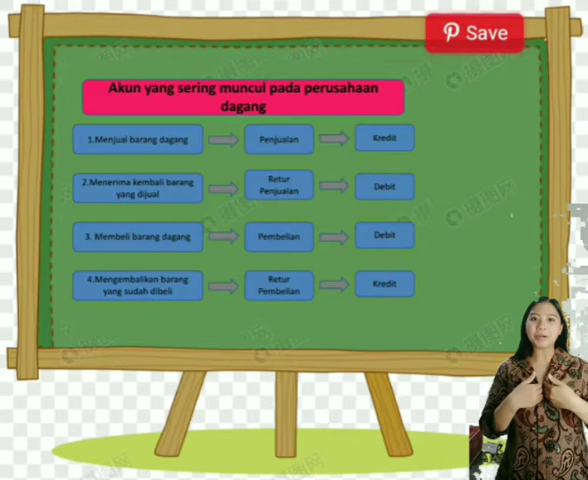 Save
Akun yang sering muncul pada perusahaan
dagang
1.Menjual barang dagang
Penjualan
Kredit
2.Menerima kembali barang
yang dijual
Retur
Penjualan
Debit
3. Membeli barang dagang
Pembelian
Debit
4.Mengembalikan barang
yang sudah dibeli
Retur
Pembelian
Kredit